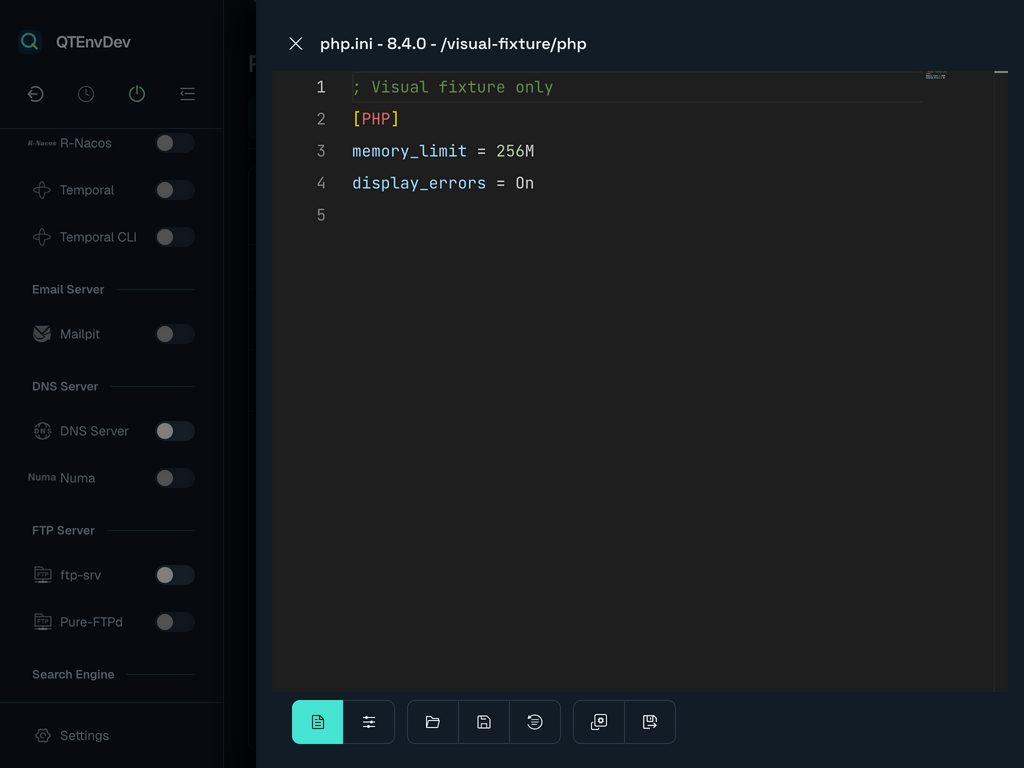 QTEnvDev
R-Nacos R-Nacos
Temporal
Temporal CLI
Email Server
Mailpit
DNS Server
DNS DNS Server
Numa Numa
FTP Server
FTP ftp-srv
FTP Pure-FTPd
Search Engine
Settings
php.ini - 8.4.0 - /visual-fixture/php
1 ; Visual fixture only
2 [PHP]
3 memory_limit = 256M
4 display_errors = On
5